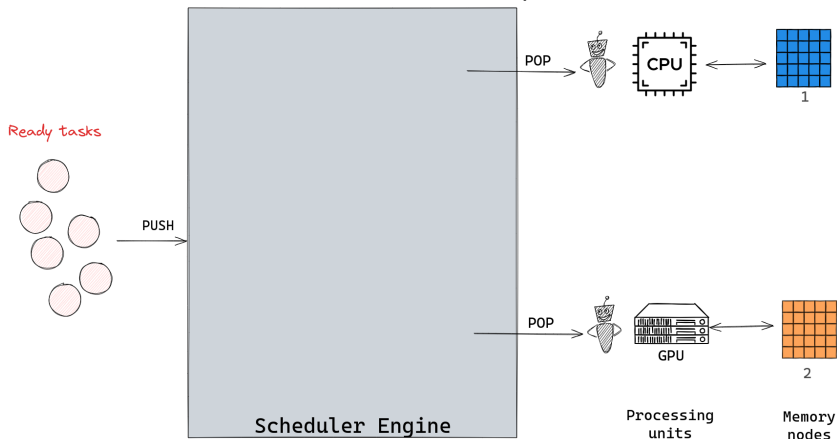 POP
CPU
1
Ready tasks
PUSH
POP
GPU
2
Scheduler Engine
Processing
units
Memory
nodes